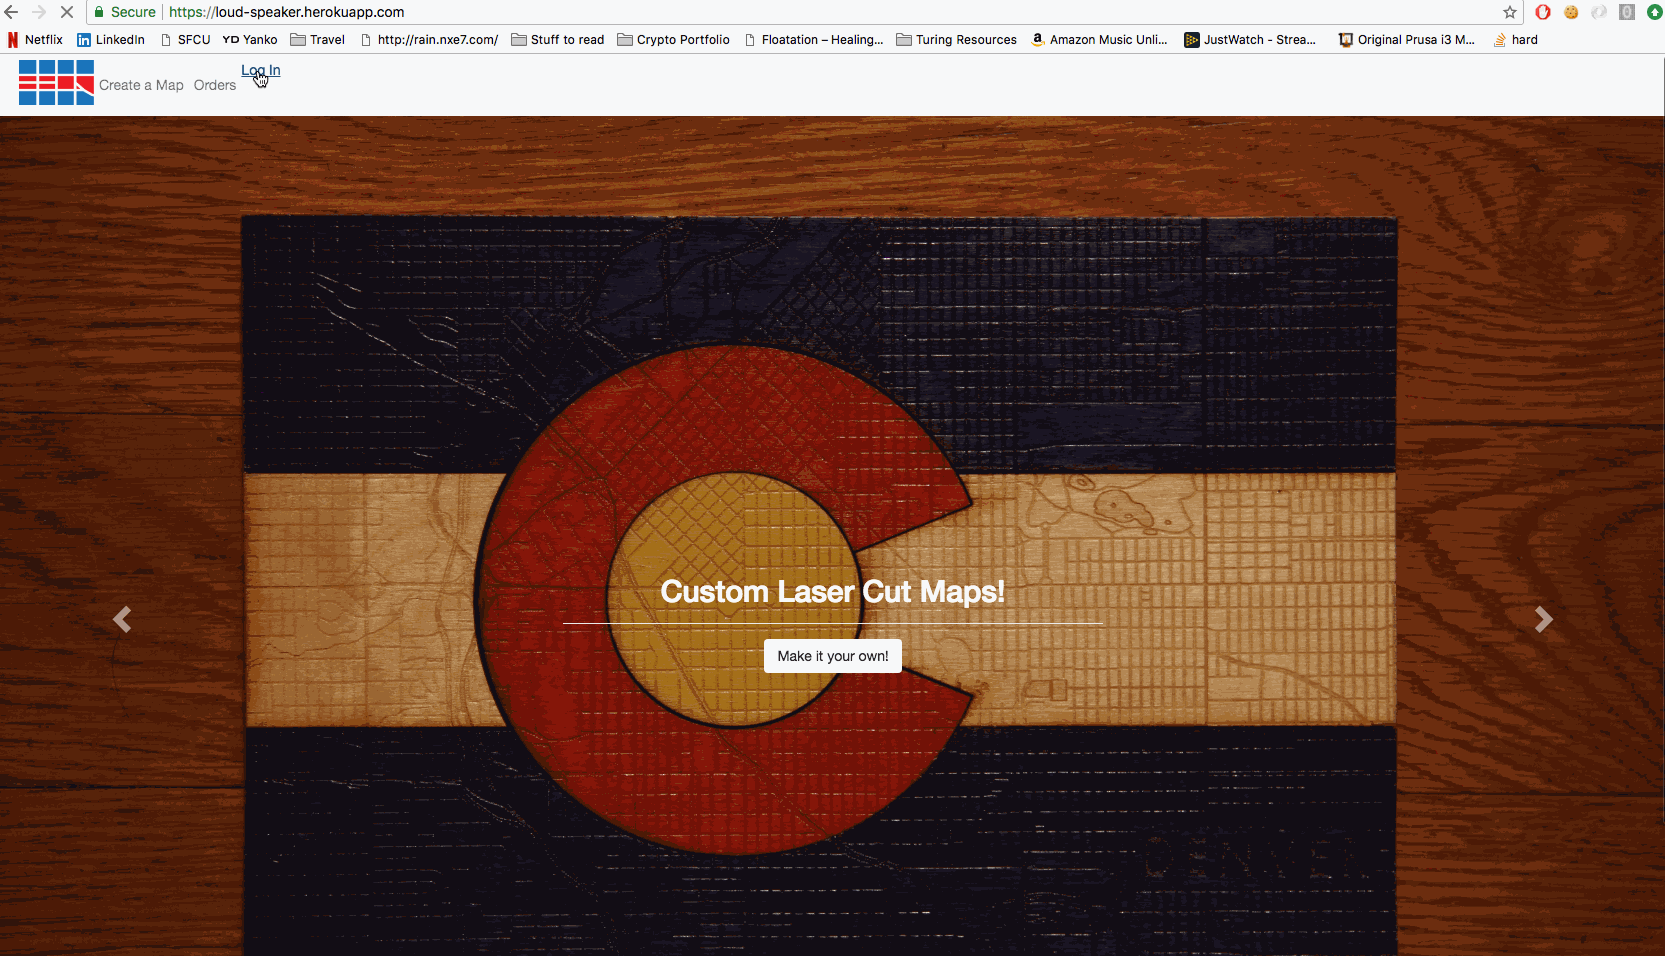 Secure https://loud-speaker.herokuapp.com
Netflix LinkedIn SFCU YD Yanko Travel http://rain.nxe7.com/ Stuff to read Crypto Portfolio Floatation – Healing... Turing Resources Amazon Music Unli... JustWatch - Strea... Original Prusa i3 M... hard
Log In
Create a Map Orders
Custom Laser Cut Maps!
Make it your own!
DENVER